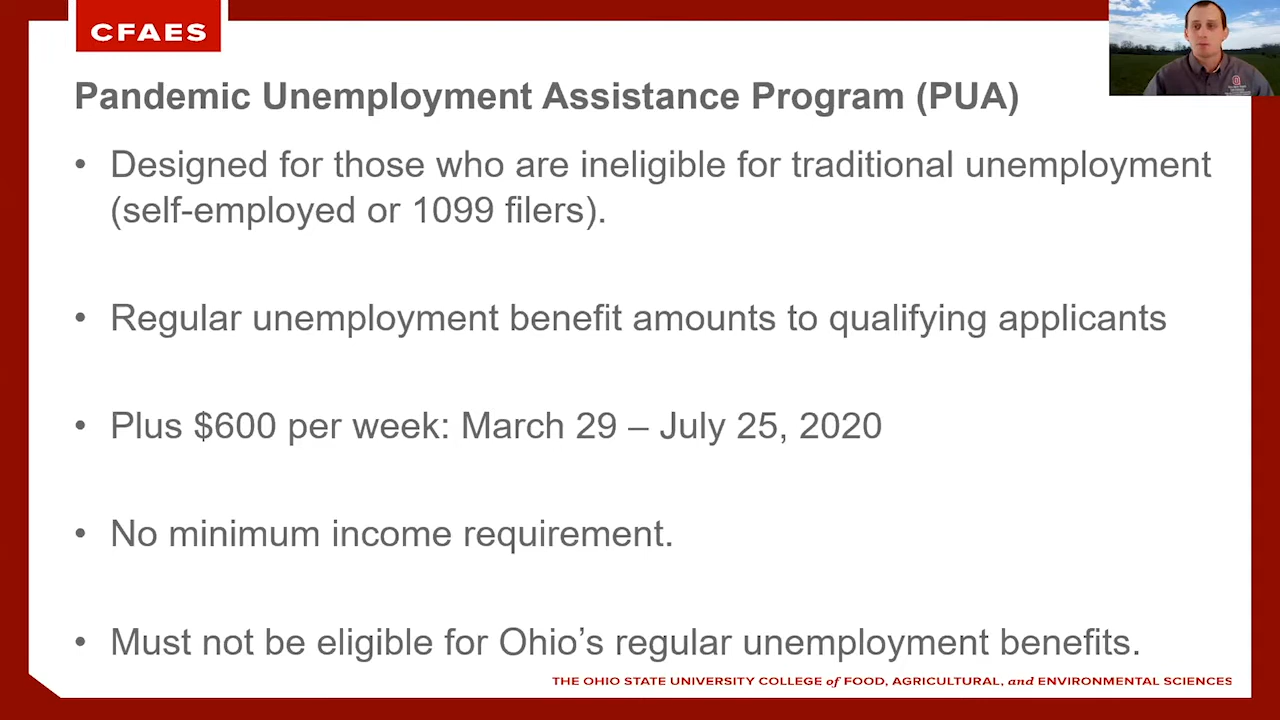 CFAES
Pandemic Unemployment Assistance Program (PUA)
• Designed for those who are ineligible for traditional unemployment
(self-employed or 1099 filers).
• Regular unemployment benefit amounts to qualifying applicants
• Plus $600 per week: March 29 – July 25, 2020
• No minimum income requirement.
• Must not be eligible for Ohio’s regular unemployment benefits.
THE OHIO STATE UNIVERSITY COLLEGE of FOOD, AGRICULTURAL, and ENVIRONMENTAL SCIENCES